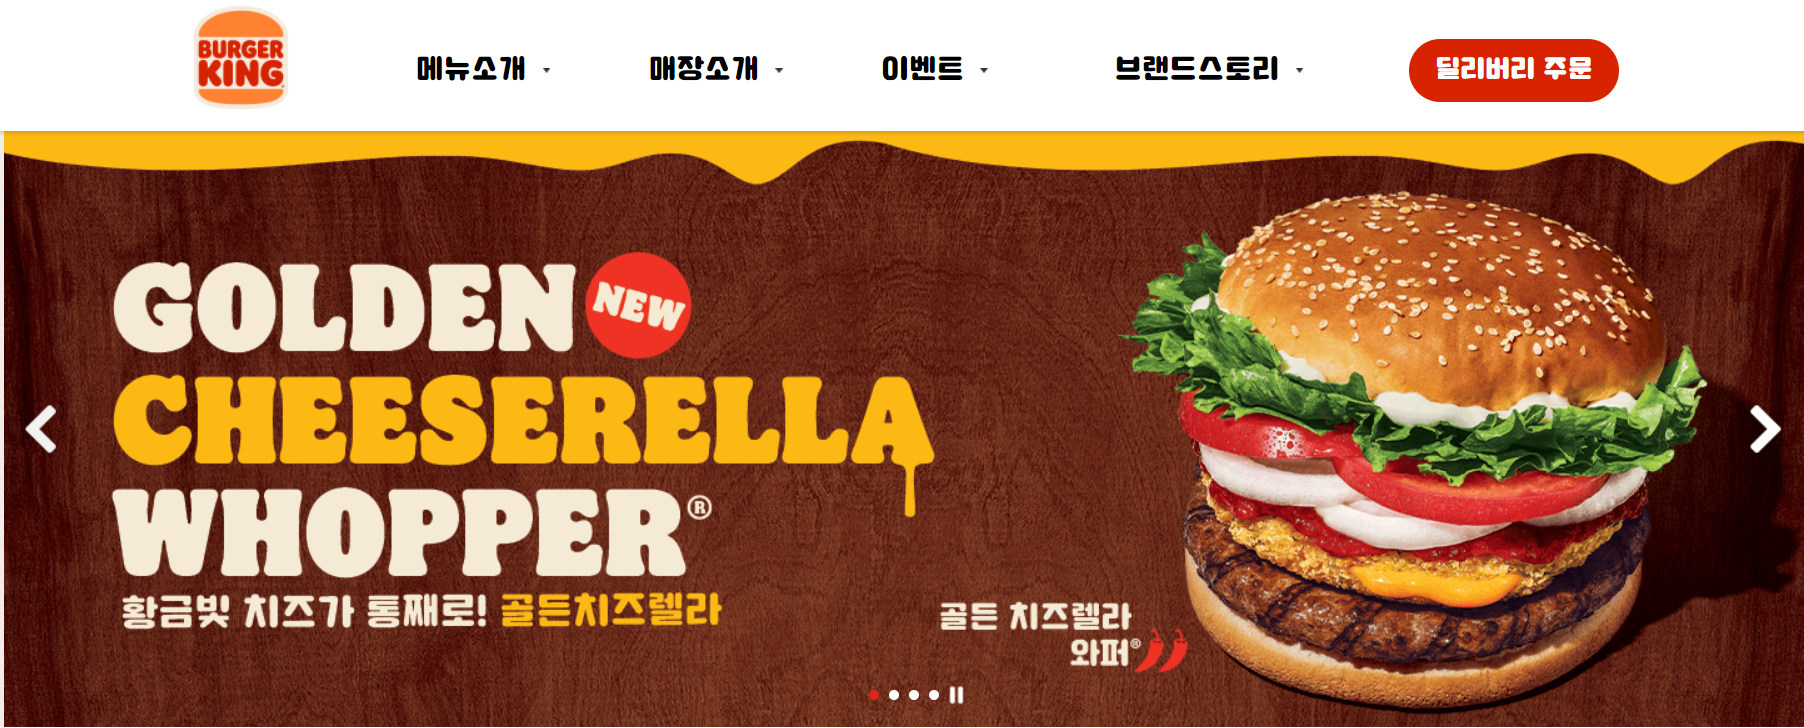 BURGER
KING
메뉴소개
매장소개
이벤트
브랜드스토리
딜리버리 주문
GOLDEN NEW
CHEESERELLA
WHOPPER®
황금빛 치즈가 통째로! 골든치즈렐라
골든 치즈렐라
와퍼®